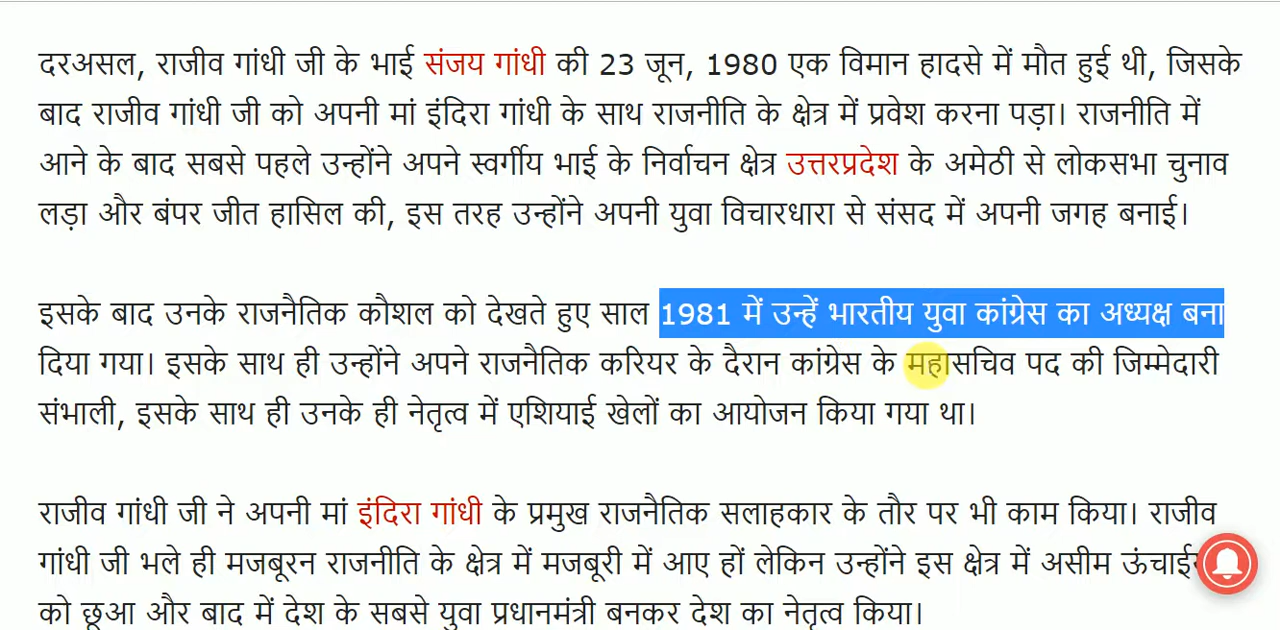 दरअसल, राजीव गांधी जी के भाई संजय गांधी की 23 जून, 1980 एक विमान हादसे में मौत हुई थी, जिसके
बाद राजीव गांधी जी को अपनी मां इंदिरा गांधी के साथ राजनीति के क्षेत्र में प्रवेश करना पड़ा। राजनीति में
आने के बाद सबसे पहले उन्होंने अपने स्वर्गीय भाई के निर्वाचन क्षेत्र उत्तरप्रदेश के अमेठी से लोकसभा चुनाव
लड़ा और बंपर जीत हासिल की, इस तरह उन्होंने अपनी युवा विचारधारा से संसद में अपनी जगह बनाई।
इसके बाद उनके राजनैतिक कौशल को देखते हुए साल 1981 में उन्हें भारतीय युवा कांग्रेस का अध्यक्ष बना
दिया गया। इसके साथ ही उन्होंने अपने राजनैतिक करियर के दैरान कांग्रेस के महासचिव पद की जिम्मेदारी
संभाली, इसके साथ ही उनके ही नेतृत्व में एशियाई खेलों का आयोजन किया गया था।
राजीव गांधी जी ने अपनी मां इंदिरा गांधी के प्रमुख राजनैतिक सलाहकार के तौर पर भी काम किया। राजीव
गांधी जी भले ही मजबूरन राजनीति के क्षेत्र में मजबूरी में आए हों लेकिन उन्होंने इस क्षेत्र में असीम
को छूआ और बाद में देश के सबसे युवा प्रधानमंत्री बनकर देश का नेतृत्व किया।